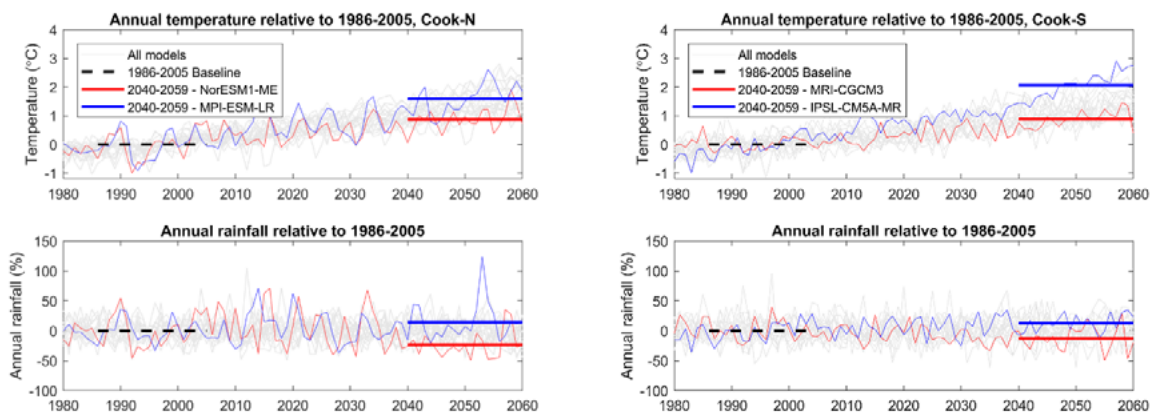 Annual temperature relative to 1986-2005, Cook-N
Temperature (°C)
4
3
2
1
0
-1
All models
1986-2005 Baseline
2040-2059 - NorESM1-ME
2040-2059 - MPI-ESM-LR
1980 1990 2000 2010 2020 2030 2040 2050 2060
Annual temperature relative to 1986-2005, Cook-S
Temperature (°C)
4
3
2
1
0
-1
All models
1986-2005 Baseline
2040-2059 - MRI-CGCM3
2040-2059 - IPSL-CM5A-MR
1980 1990 2000 2010 2020 2030 2040 2050 2060
Annual rainfall relative to 1986-2005
Annual rainfall (%)
150
100
50
0
-50
-100
1980 1990 2000 2010 2020 2030 2040 2050 2060
Annual rainfall relative to 1986-2005
Annual rainfall (%)
150
100
50
0
-50
-100
1980 1990 2000 2010 2020 2030 2040 2050 2060